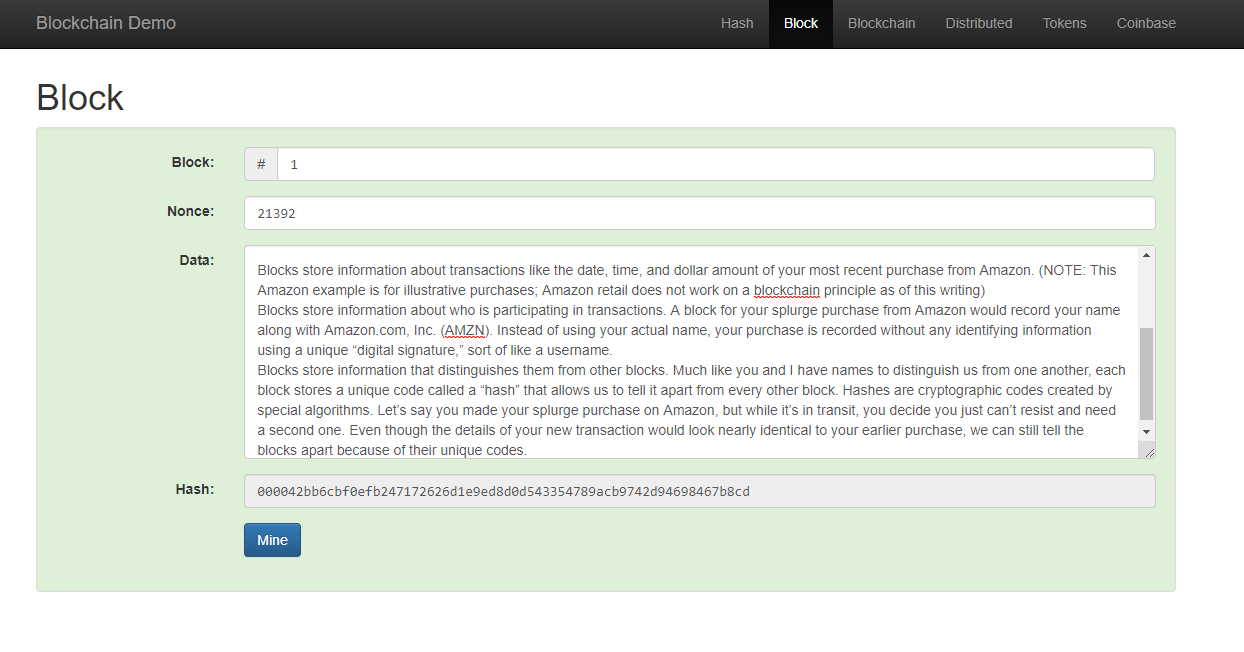 Blockchain Demo
Hash Block Blockchain Distributed Tokens Coinbase
Block
Block: # 1
Nonce: 21392
Data:
Blocks store information about transactions like the date, time, and dollar amount of your most recent purchase from Amazon. (NOTE: This
Amazon example is for illustrative purchases; Amazon retail does not work on a blockchain principle as of this writing)
Blocks store information about who is participating in transactions. A block for your splurge purchase from Amazon would record your name
along with Amazon.com, Inc. (AMZN). Instead of using your actual name, your purchase is recorded without any identifying information
using a unique “digital signature,” sort of like a username.
Blocks store information that distinguishes them from other blocks. Much like you and I have names to distinguish us from one another, each
block stores a unique code called a “hash” that allows us to tell it apart from every other block. Hashes are cryptographic codes created by
special algorithms. Let’s say you made your splurge purchase on Amazon, but while it’s in transit, you decide you just can’t resist and need
a second one. Even though the details of your new transaction would look nearly identical to your earlier purchase, we can still tell the
blocks apart because of their unique codes.
Hash: 000042bb6cbf0efb247172626d1e9ed8d0d543354789acb9742d94698467b8cd
Mine